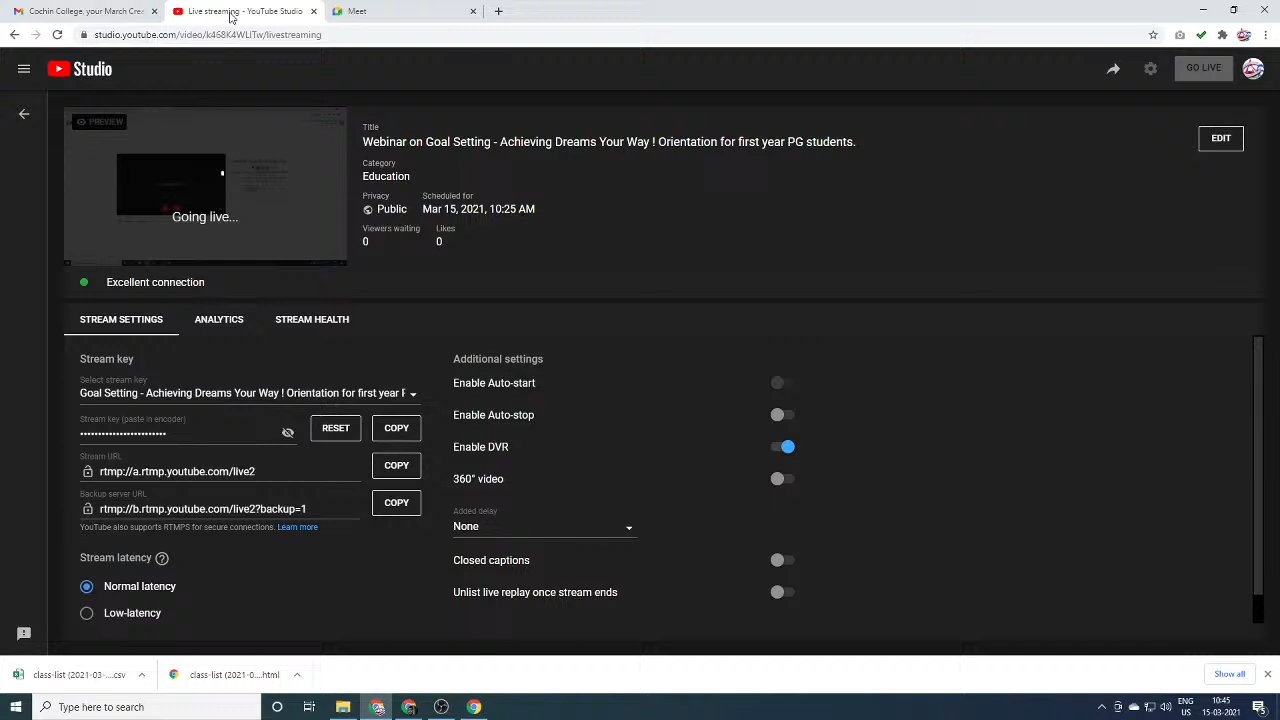 Cochin College, your March Crea
Live streaming - YouTube Studio
Meet
studio.youtube.com/video/k468K4WLlTw/livestreaming
Studio
GO LIVE
PREVIEW
Going live...
Title
Webinar on Goal Setting - Achieving Dreams Your Way ! Orientation for first year PG students.
EDIT
Category
Education
Privacy
Scheduled for
Public
Mar 15, 2021, 10:25 AM
Viewers waiting
Likes
0
0
Excellent connection
STREAM SETTINGS
ANALYTICS
STREAM HEALTH
Stream key
Select stream key
Goal Setting - Achieving Dreams Your Way ! Orientation for first year F
Stream key (paste in encoder)
••••••••••••••••••••••••
RESET
COPY
Stream URL
rtmp://a.rtmp.youtube.com/live2
COPY
Backup server URL
rtmp://b.rtmp.youtube.com/live2?backup=1
COPY
YouTube also supports RTMPS for secure connections. Learn more
Stream latency
Normal latency
Low-latency
Additional settings
Enable Auto-start
Enable Auto-stop
Enable DVR
360° video
Added delay
None
Closed captions
Unlist live replay once stream ends
class-list (2021-03-....csv
class-list (2021-0....html
Show all
Type here to search
ENG
US
10:45
15-03-2021